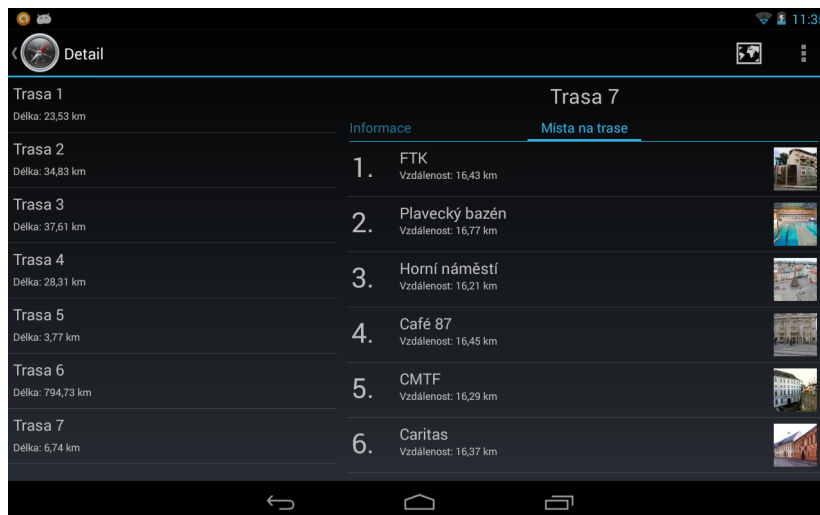 11:35
Detail
Trasa 1
Délka: 23,53 km
Trasa 2
Délka: 34,83 km
Trasa 3
Délka: 37,61 km
Trasa 4
Délka: 28,31 km
Trasa 5
Délka: 3,77 km
Trasa 6
Délka: 794,73 km
Trasa 7
Délka: 6,74 km
Trasa 7
Informace
Místa na trase
1.
FTK
Vzdálenost: 16,43 km
2.
Plavecký bazén
Vzdálenost: 16,77 km
3.
Horní náměstí
Vzdálenost: 16,21 km
4.
Café 87
Vzdálenost: 16,45 km
5.
CMTF
Vzdálenost: 16,29 km
6.
Caritas
Vzdálenost: 16,37 km